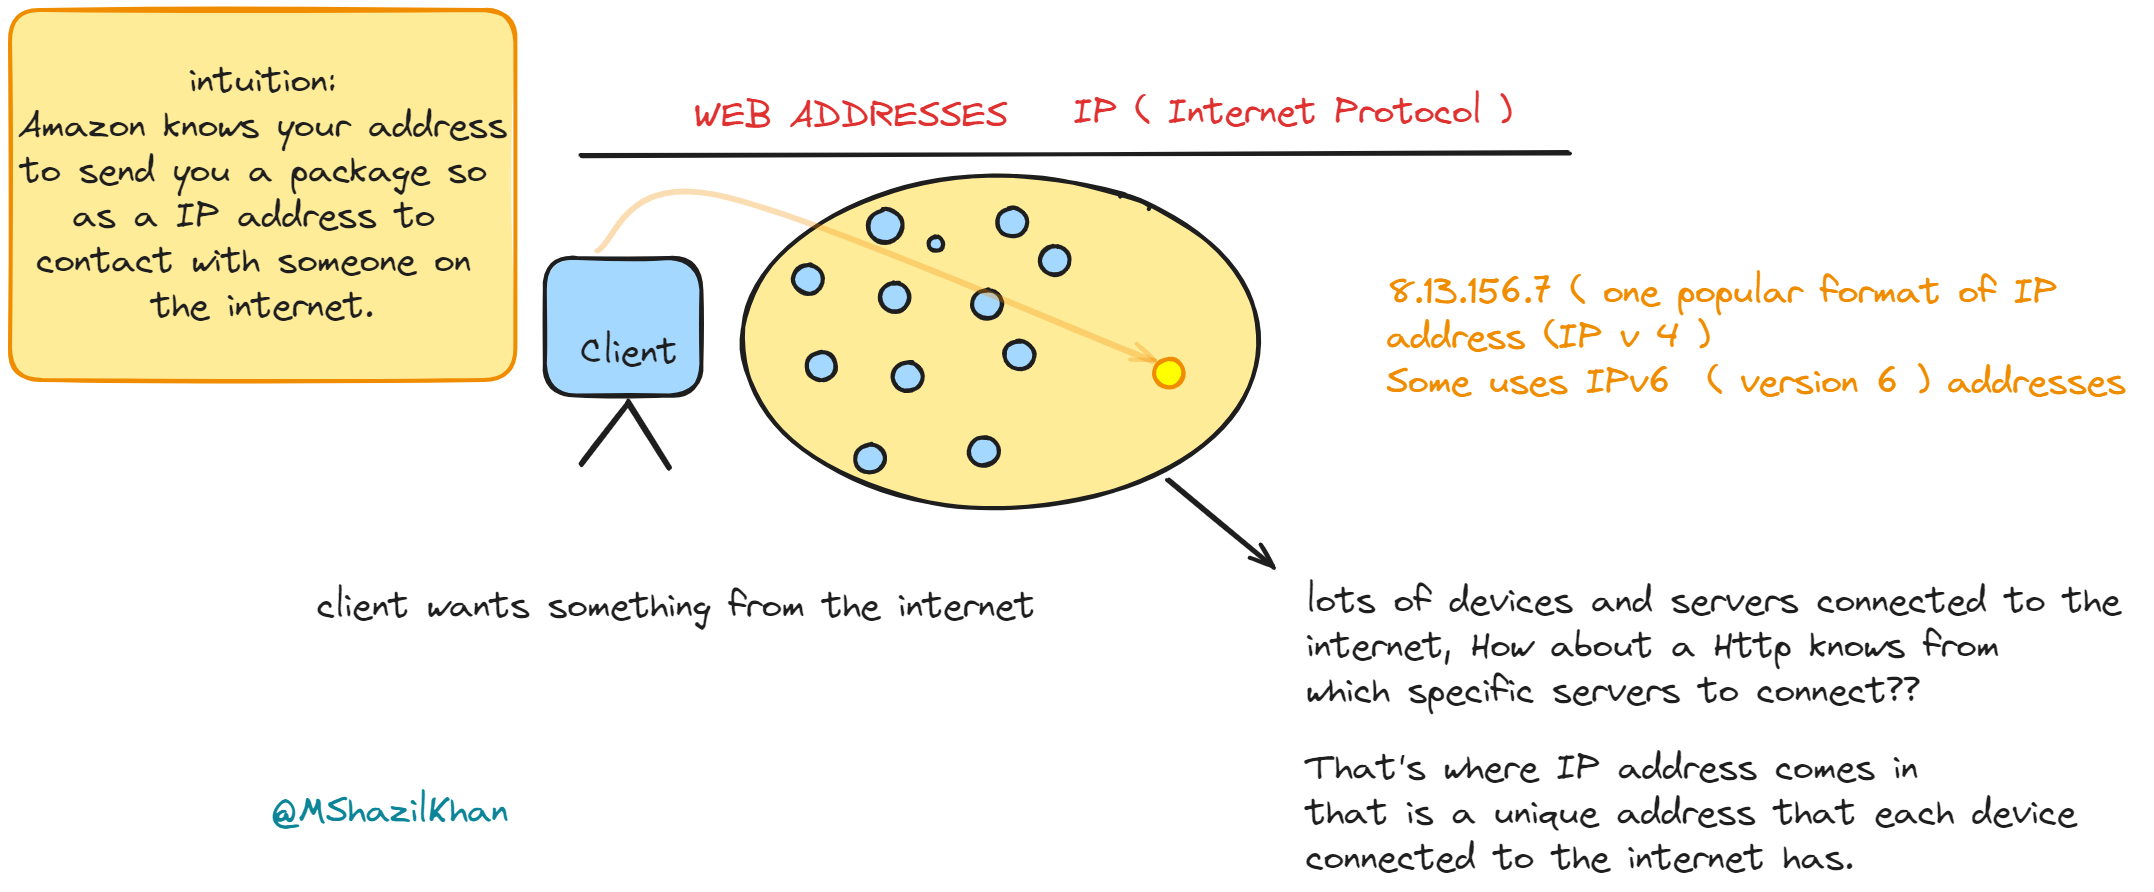 intuition:
Amazon knows your address
to send you a package so
as a IP address to
contact with someone on
the internet.
WEB ADDRESSES IP ( Internet Protocol )
Client
8.13.156.7 ( one popular format of IP
address (IP v 4 )
Some uses IPv6 ( version 6 ) addresses
client wants something from the internet
lots of devices and servers connected to the
internet, How about a Http knows from
which specific servers to connect??
That's where IP address comes in
that is a unique address that each device
connected to the internet has.
@MShazilKhan